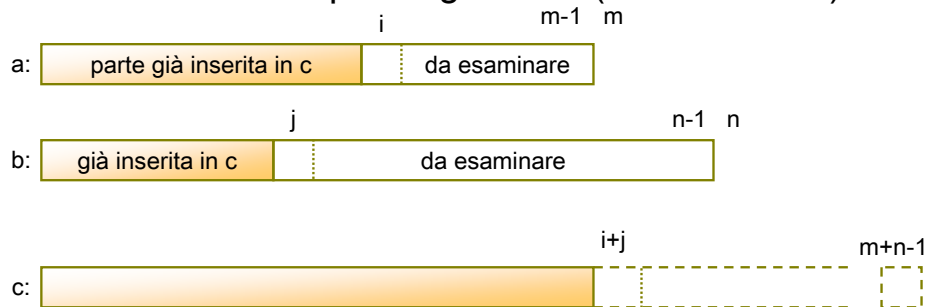 i m-1 m
a: parte già inserita in c da esaminare
j n-1 n
b: già inserita in c da esaminare
i+j m+n-1
c: